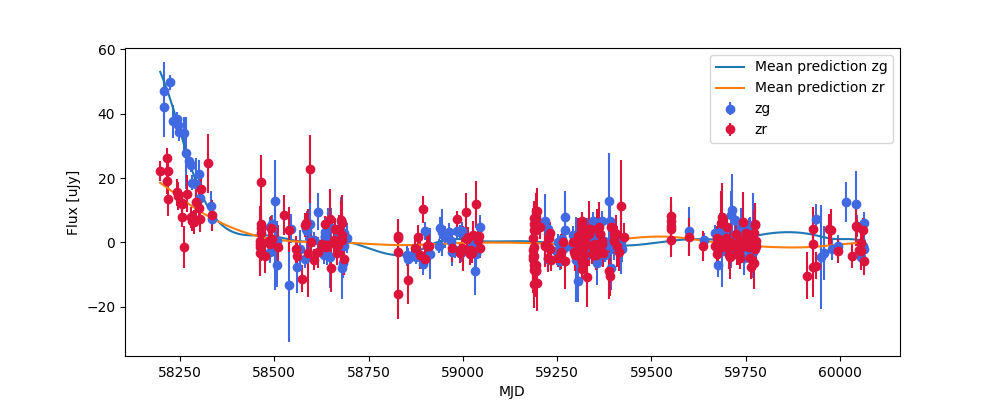 60
40
20
0
−20
Flux [uJy]
58250 58500 58750 59000 59250 59500 59750 60000
MJD
Mean prediction zg
Mean prediction zr
zg
zr